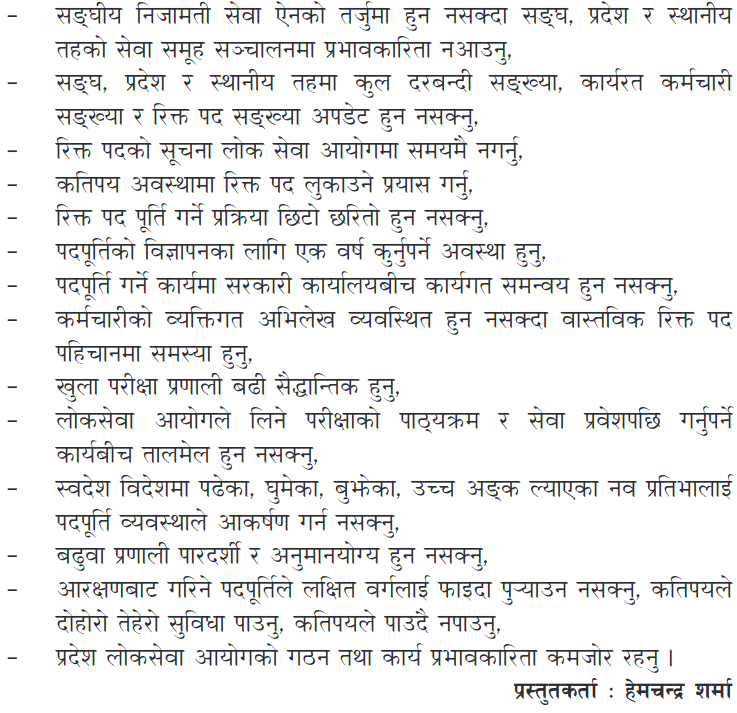 – सङ्घीय निजामती सेवा ऐनको तर्जुमा हुन नसक्दा सङ्घ, प्रदेश र स्थानीय
तहको सेवा समूह सञ्चालनमा प्रभावकारिता नआउनु,
– सङ्घ, प्रदेश र स्थानीय तहमा कुल दरबन्दी सङ्ख्या, कार्यरत कर्मचारी
सङ्ख्या र रिक्त पद सङ्ख्या अपडेट हुन नसक्नु,
– रिक्त पदको सूचना लोक सेवा आयोगमा समयमै नगर्नु,
– कतिपय अवस्थामा रिक्त पद लुकाउने प्रयास गर्नु,
– रिक्त पद पूर्ति गर्ने प्रक्रिया छिटो छरितो हुन नसक्नु,
– पदपूर्तिको विज्ञापनका लागि एक वर्ष कुर्नुपर्ने अवस्था हुनु,
– पदपूर्ति गर्ने कार्यमा सरकारी कार्यालयबीच कार्यगत समन्वय हुन नसक्नु,
– कर्मचारीको व्यक्तिगत अभिलेख व्यवस्थित हुन नसक्दा वास्तविक रिक्त पद
पहिचानमा समस्या हुनु,
– खुला परीक्षा प्रणाली बढी सैद्धान्तिक हुनु,
– लोकसेवा आयोगले लिने परीक्षाको पाठ्यक्रम र सेवा प्रवेशपछि गर्नुपर्ने
कार्यबीच तालमेल हुन नसक्नु,
– स्वदेश विदेशमा पढेका, घुमेका, बुझेका, उच्च अङ्क ल्याएका नव प्रतिभालाई
पदपूर्ति व्यवस्थाले आकर्षण गर्न नसक्नु,
– बढुवा प्रणाली पारदर्शी र अनुमानयोग्य हुन नसक्नु,
– आरक्षणबाट गरिने पदपूर्तिले लक्षित वर्गलाई फाइदा पुऱ्याउन नसक्नु, कतिपयले
दोहोरो तेहेरो सुविधा पाउनु, कतिपयले पाउदै नपाउनु,
– प्रदेश लोकसेवा आयोगको गठन तथा कार्य प्रभावकारिता कमजोर रहनु ।
प्रस्तुतकर्ता : हेमचन्द्र शर्मा